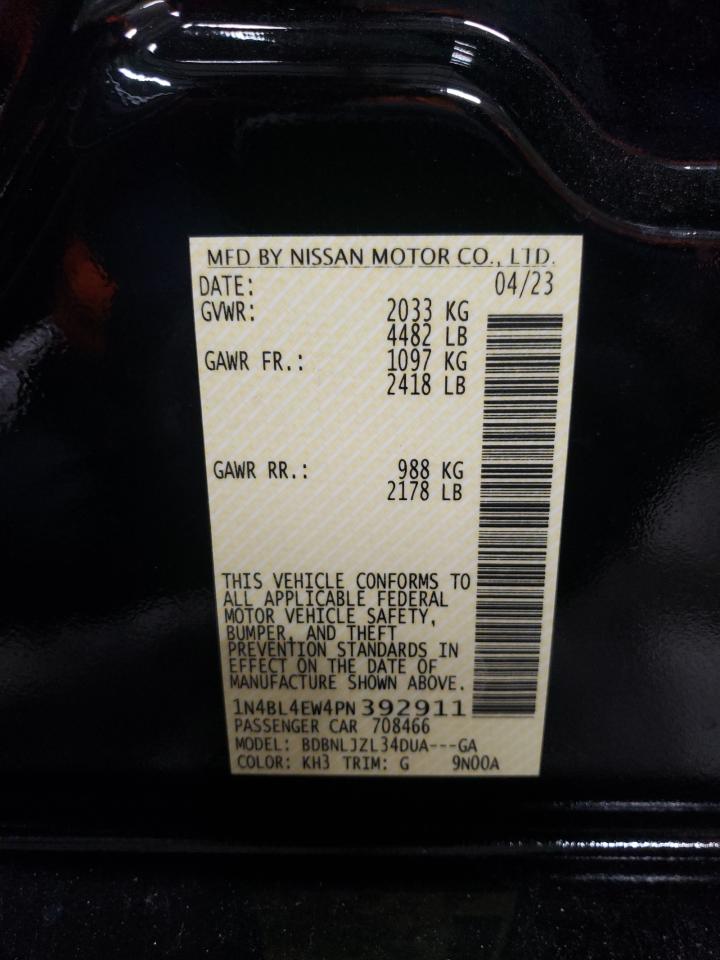 MFD BY NISSAN MOTOR CO., LTD.
DATE: 04/23
GVWR: 2033 KG
4482 LB
GAWR FR.: 1097 KG
2418 LB
GAWR RR.: 988 KG
2178 LB
THIS VEHICLE CONFORMS TO
ALL APPLICABLE FEDERAL
MOTOR VEHICLE SAFETY,
BUMPER, AND THEFT
PREVENTION STANDARDS IN
EFFECT ON THE DATE OF
MANUFACTURE SHOWN ABOVE.
1N4BL4EW4PN392911
PASSENGER CAR 708466
MODEL: BDBNLJZL34DUA---GA
COLOR: KH3 TRIM: G 9N00A